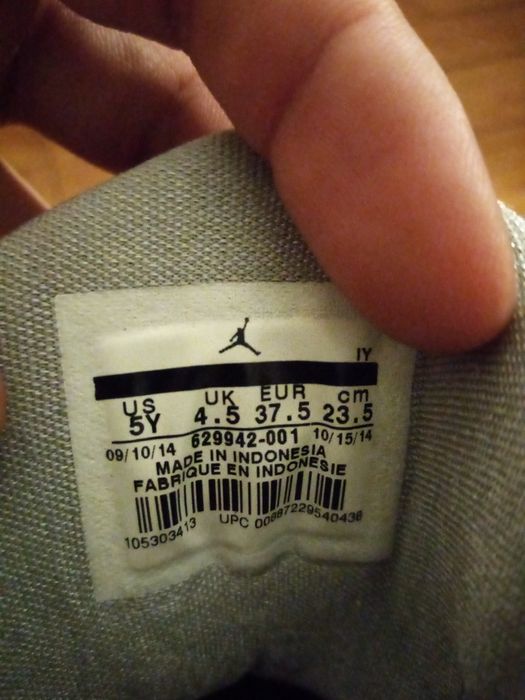 IY
US UK EUR cm
5Y 4.5 37.5 23.5
09/10/14 629942-001 10/15/14
MADE IN INDONESIA
FABRIQUE EN INDONESIE
105303413 UPC 00887229540438